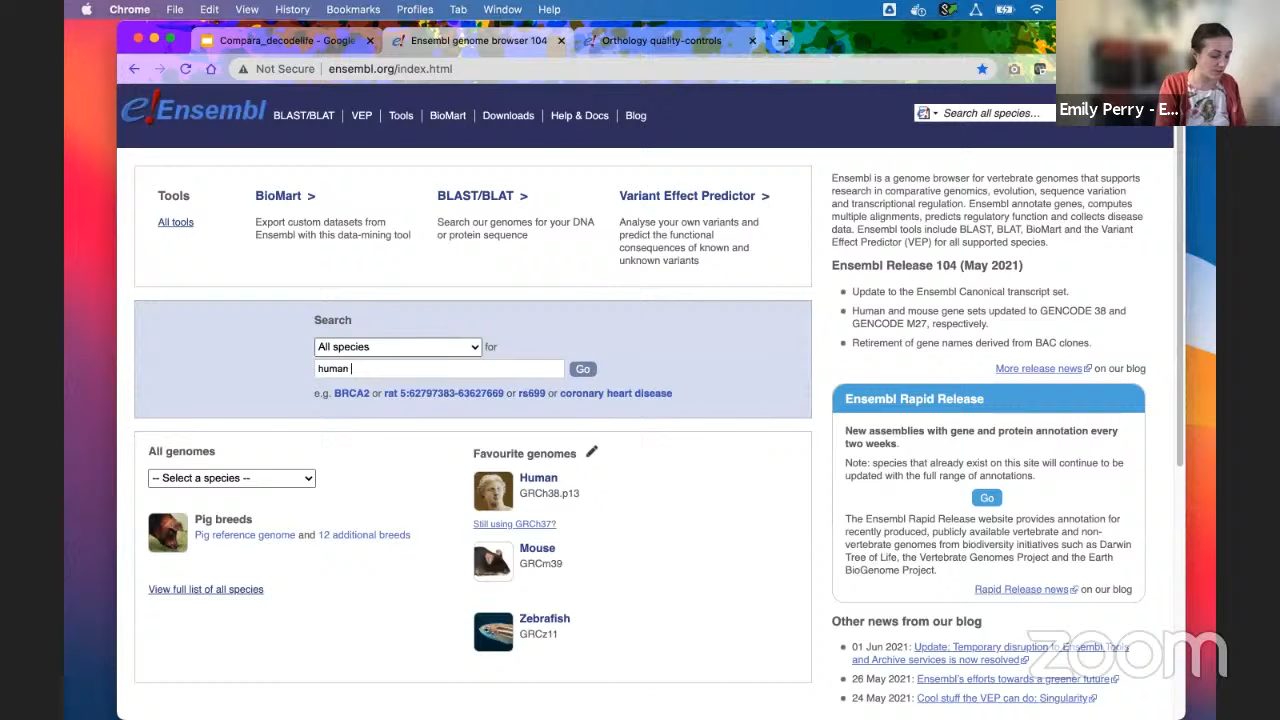 Chrome File Edit View History Bookmarks Profiles Tab Window Help
Compara_decodelife - Google
Ensembl genome browser 104
Orthology quality-controls
Not Secure ensembl.org/index.html
e!Ensembl
BLAST/BLAT VEP Tools BioMart Downloads Help & Docs Blog
Search all species...
Emily Perry - E...
Tools
All tools
BioMart >
Export custom datasets from
Ensembl with this data-mining tool
BLAST/BLAT >
Search our genomes for your DNA
or protein sequence
Variant Effect Predictor >
Analyse your own variants and
predict the functional
consequences of known and
unknown variants
Search
All species for
human
Go
e.g. BRCA2 or rat 5:62797383-63627669 or rs699 or coronary heart disease
All genomes
-- Select a species --
Pig breeds
Pig reference genome and 12 additional breeds
View full list of all species
Favourite genomes
Human
GRCh38.p13
Still using GRCh37?
Mouse
GRCm39
Zebrafish
GRCz11
Ensembl is a genome browser for vertebrate genomes that supports
research in comparative genomics, evolution, sequence variation
and transcriptional regulation. Ensembl annotate genes, computes
multiple alignments, predicts regulatory function and collects disease
data. Ensembl tools include BLAST, BLAT, BioMart and the Variant
Effect Predictor (VEP) for all supported species.
Ensembl Release 104 (May 2021)
Update to the Ensembl Canonical transcript set.
Human and mouse gene sets updated to GENCODE 38 and
GENCODE M27, respectively.
Retirement of gene names derived from BAC clones.
More release news on our blog
Ensembl Rapid Release
New assemblies with gene and protein annotation every
two weeks.
Note: species that already exist on this site will continue to be
updated with the full range of annotations.
Go
The Ensembl Rapid Release website provides annotation for
recently produced, publicly available vertebrate and non-
vertebrate genomes from biodiversity initiatives such as Darwin
Tree of Life, the Vertebrate Genomes Project and the Earth
BioGenome Project.
Rapid Release news on our blog
Other news from our blog
01 Jun 2021: Update: Temporary disruption to Ensembl Tools
and Archive services is now resolved
26 May 2021: Ensembl's efforts towards a greener future
24 May 2021: Cool stuff the VEP can do: Singularity
zoom